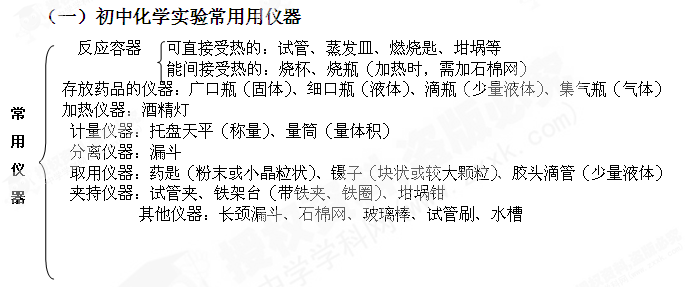 （一）初中化学实验常用用仪器
反应容器 可直接受热的：试管、蒸发皿、燃烧匙、坩埚等
能间接受热的：烧杯、烧瓶（加热时，需加石棉网）
存放药品的仪器：广口瓶（固体）、细口瓶（液体）、滴瓶（少量液体）、集气瓶（气体）
加热仪器：酒精灯
计量仪器：托盘天平（称量）、量筒（量体积）
分离仪器：漏斗
取用仪器：药匙（粉末或小晶粒状）、镊子（块状或较大颗粒）、胶头滴管（少量液体）
夹持仪器：试管夹、铁架台（带铁夹、铁圈）、坩埚钳
其他仪器：长颈漏斗、石棉网、玻璃棒、试管刷、水槽
常用仪器